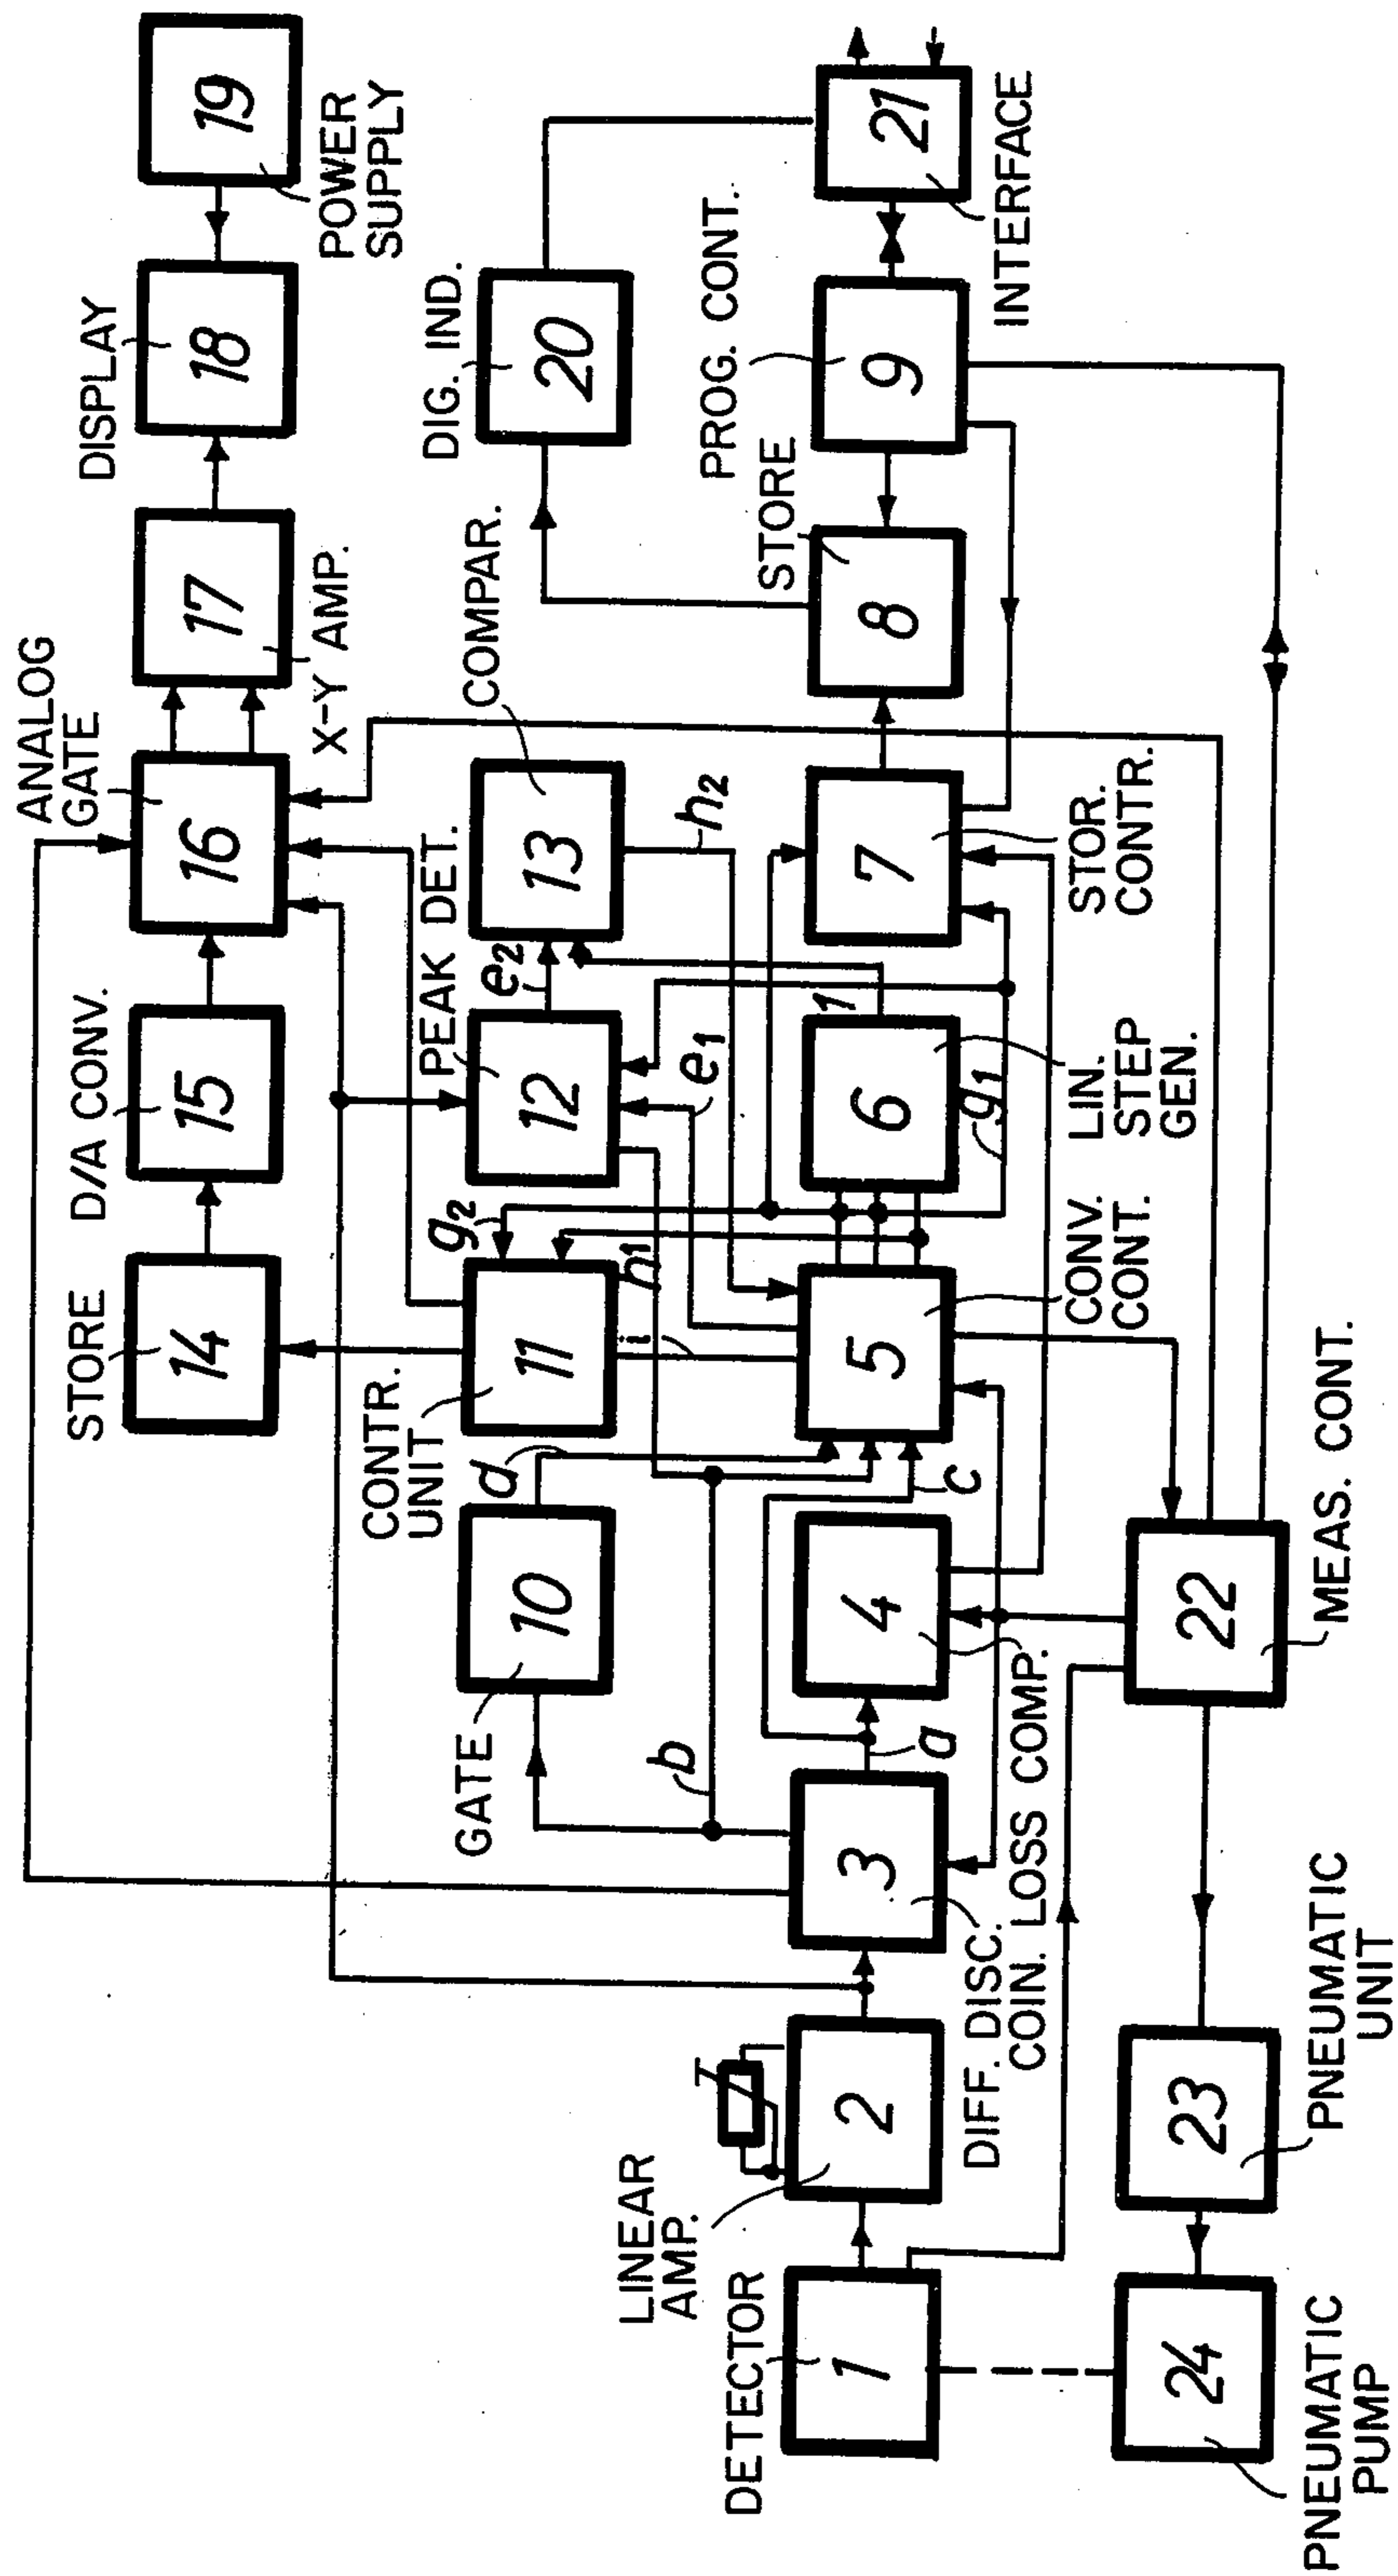 ANALOG
GATE
DISPLAY
STORE
D/A CONV.
14
15
16
17
18
19
X-Y AMP.
POWER
SUPPLY
CONTR.
UNIT
PEAK DET.
COMPAR.
DIG. IND.
GATE
10
d
11
g2
12
e2
13
20
b
h1
i
e1
h2
STORE
PROG. CONT.
LINEAR
AMP.
DETECTOR
1
2
3
4
5
6
1
7
8
9
21
a
c
g1
DIFF. DISC.
COIN. LOSS COMP.
CONV.
CONT.
LIN.
STEP
GEN.
STOR.
CONTR.
INTERFACE
24
23
22
PNEUMATIC
PUMP
PNEUMATIC
UNIT
MEAS. CONT.